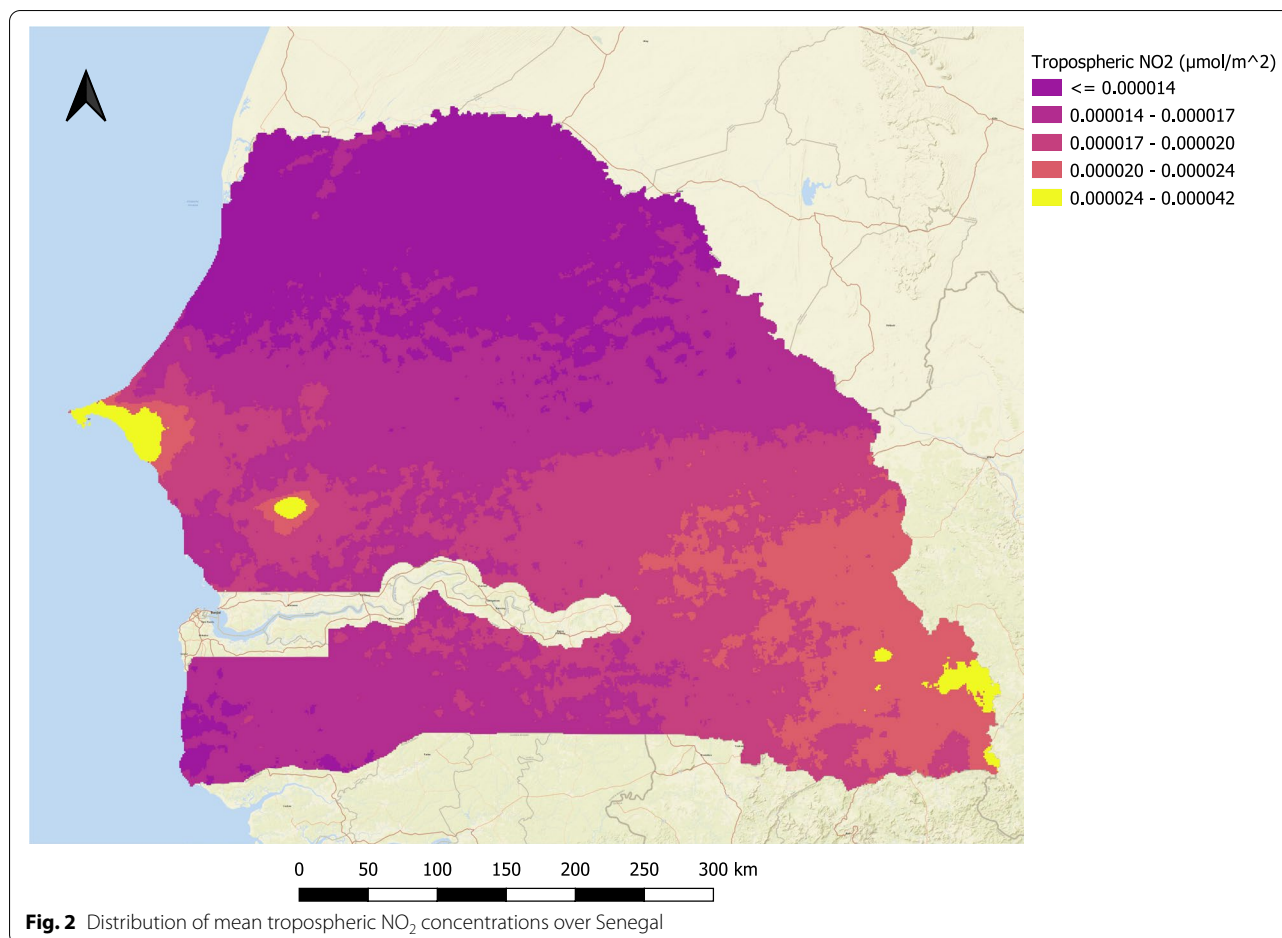 Tropospheric NO2 (μmol/m^2)
<= 0.000014
0.000014 - 0.000017
0.000017 - 0.000020
0.000020 - 0.000024
0.000024 - 0.000042
0 50 100 150 200 250 300 km
Fig. 2 Distribution of mean tropospheric NO₂ concentrations over Senegal